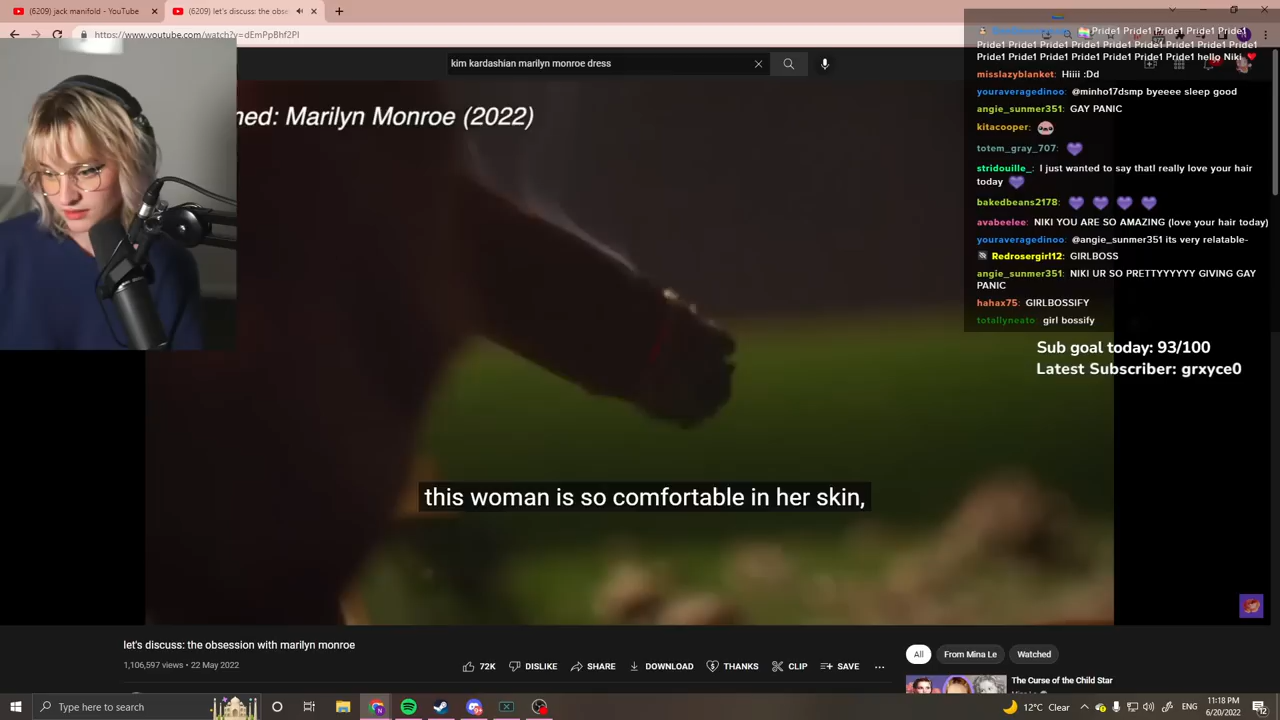 (6209) jack manifold - YouTube
(6209) let's discuss: the obses
https://www.youtube.com/watch?v=dEmPpBhf2PI
kim kardashian marilyn monroe dress
ned: Marilyn Monroe (2022)
this woman is so comfortable in her skin,
Pride1 Pride1 Pride1 Pride1 Pride1
Pride1 Pride1 Pride1 Pride1 Pride1 Pride1 Pride1 Pride1 Pride1
Pride1 Pride1 Pride1 Pride1 Pride1 Pride1 Pride1 hello Niki
misslazyblanket: Hiiii :Dd
youraveragedinoo: @minho17dsmp byeeee sleep good
angie_sunmer351: GAY PANIC
kitacooper:
totem_gray_707:
stridouille_: I just wanted to say thatI really love your hair
today
bakedbeans2178:
avabeelee: NIKI YOU ARE SO AMAZING (love your hair today)
youraveragedinoo: @angie_sunmer351 its very relatable-
Redrosergirl12: GIRLBOSS
angie_sunmer351: NIKI UR SO PRETTYYYYYY GIVING GAY
PANIC
hahax75: GIRLBOSSIFY
totallyneato: girl bossify
Sub goal today: 93/100
Latest Subscriber: grxyce0
let's discuss: the obsession with marilyn monroe
1,106,597 views • 22 May 2022
72K
DISLIKE
SHARE
DOWNLOAD
THANKS
CLIP
SAVE
All
From Mina Le
Watched
The Curse of the Child Star
Type here to search
12°C Clear
11:18 PM
6/20/2022
12